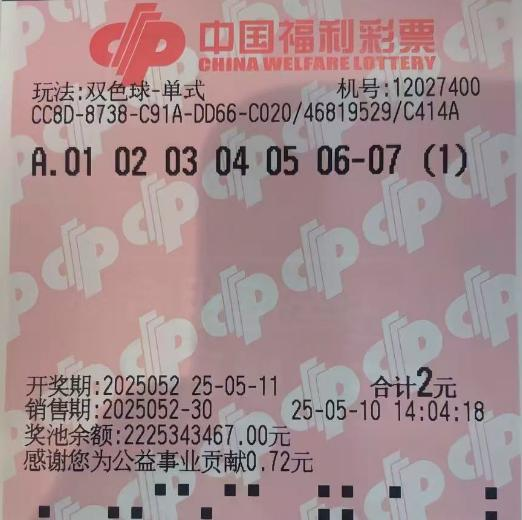 中国福利彩票
CHINA WELFARE LOTTERY
玩法:双色球-单式 机号:12027400
CC8D-8738-C91A-DD66-C020/46819529/C414A
A.01 02 03 04 05 06-07 (1)
开奖期:2025052 25-05-11 合计2元
销售期:2025052-30 25-05-10 14:04:18
奖池余额:2225343467.00元
感谢您为公益事业贡献0.72元